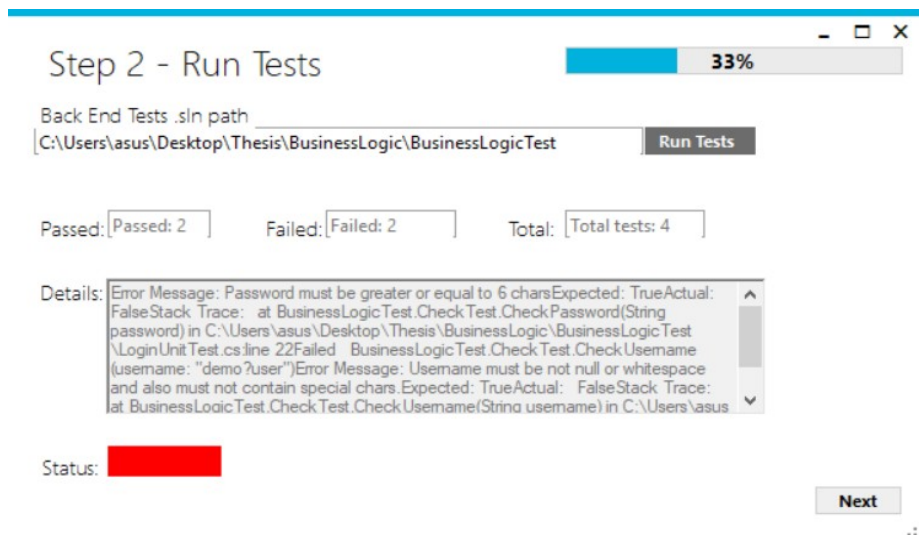 Step 2 - Run Tests
33%
Back End Tests .sln path
C:\Users\asus\Desktop\Thesis\BusinessLogic\BusinessLogicTest
Run Tests
Passed: Passed: 2 Failed: Failed: 2 Total: Total tests: 4
Details: Error Message: Password must be greater or equal to 6 charsExpected: TrueActual:
FalseStack Trace: at BusinessLogicTest.CheckTest.CheckPassword(String
password) in C:\Users\asus\Desktop\Thesis\BusinessLogic\BusinessLogicTest
\LoginUnitTest.cs:line 22Failed BusinessLogicTest.CheckTest.CheckUsername
(username: "demo?user")Error Message: Username must be not null or whitespace
and also must not contain special chars.Expected: TrueActual: FalseStack Trace:
at BusinessLogicTest.CheckTest.CheckUsername(String username) in C:\Users\asus
Status:
Next